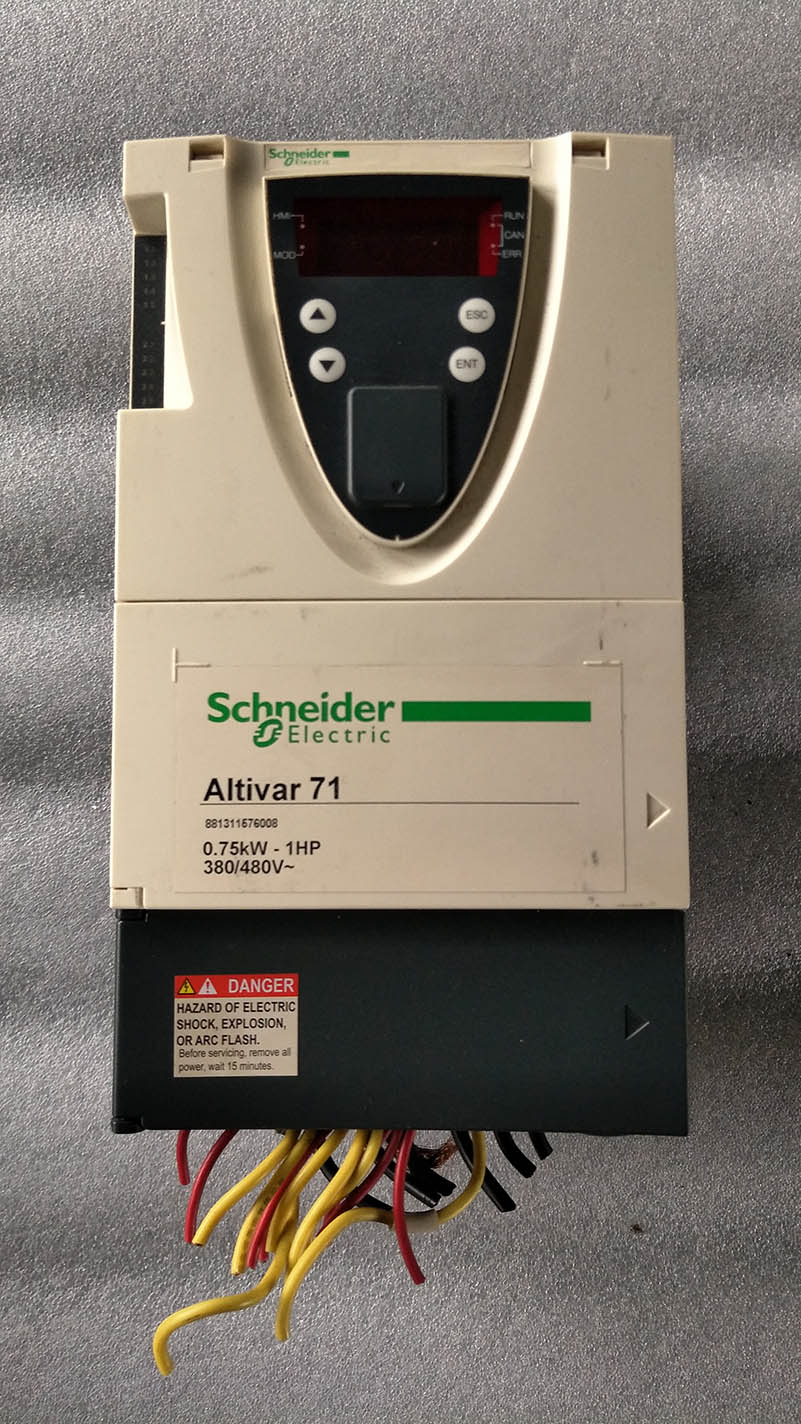 Schneider
Electric
HMI
RUN
CAN
MOD
ERR
ESC
ENT
Schneider
Electric
Altivar 71
881311576008
0.75kW - 1HP
380/480V~
DANGER
HAZARD OF ELECTRIC
SHOCK, EXPLOSION,
OR ARC FLASH.
Before servicing, remove all
power, wait 15 minutes.